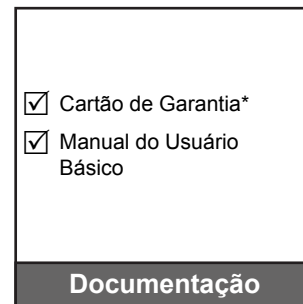 ☑ Cartão de Garantia*
☑ Manual do Usuário
Básico
Documentação